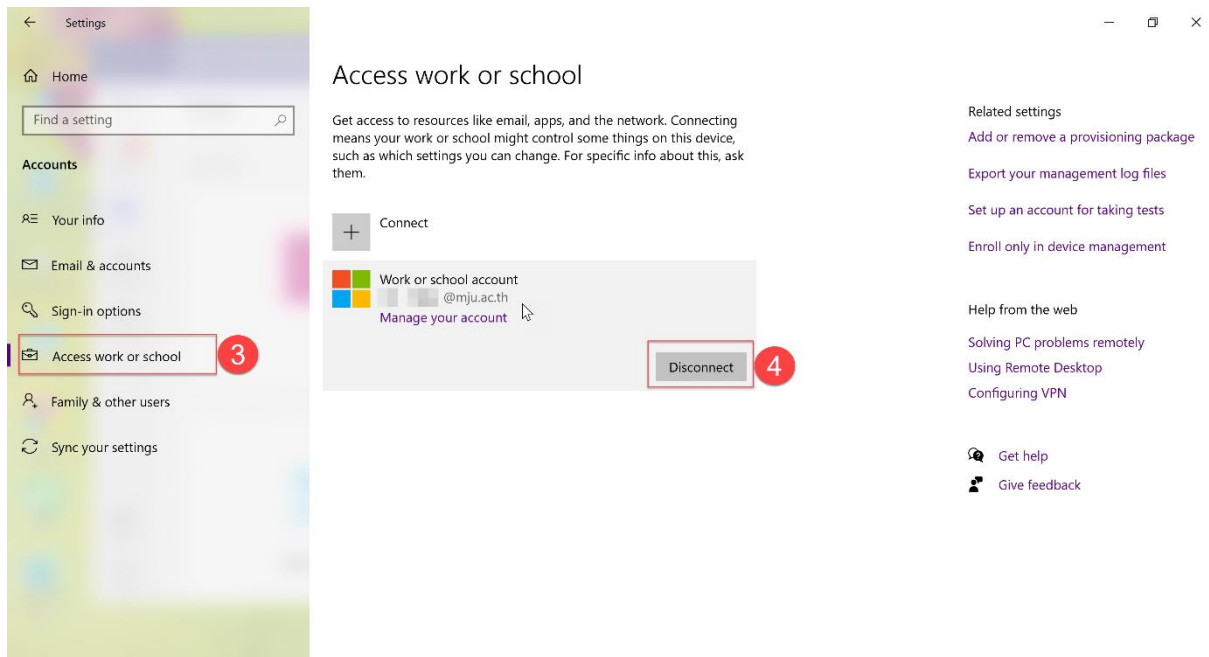 Settings
Home
Find a setting
Accounts
Your info
Email & accounts
Sign-in options
Access work or school
3
Family & other users
Sync your settings
Access work or school
Get access to resources like email, apps, and the network. Connecting
means your work or school might control some things on this device,
such as which settings you can change. For specific info about this, ask
them.
Connect
Work or school account
@mju.ac.th
Manage your account
Disconnect
4
Related settings
Add or remove a provisioning package
Export your management log files
Set up an account for taking tests
Enroll only in device management
Help from the web
Solving PC problems remotely
Using Remote Desktop
Configuring VPN
Get help
Give feedback